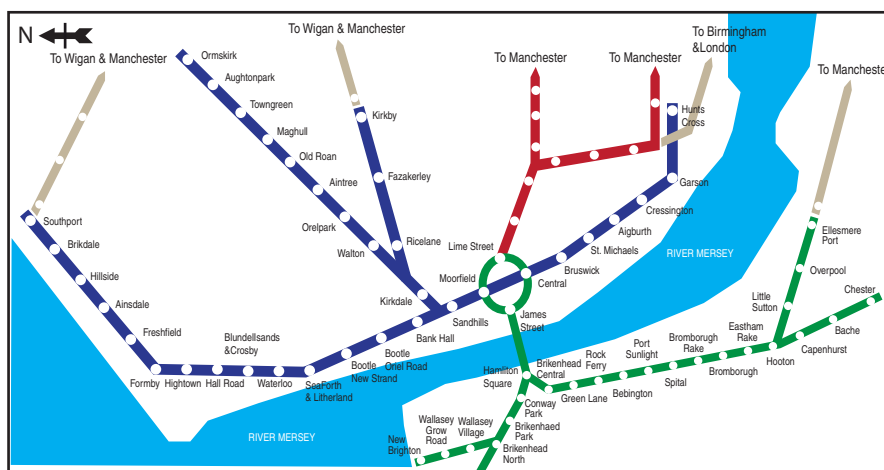 N
To Wigan & Manchester
To Wigan & Manchester
To Manchester
To Manchester
To Birmingham
&London
To Manchester
Ormskirk
Aughtonpark
Towngreen
Maghull
Old Roan
Aintree
Orelpark
Walton
Kirkby
Fazakerley
Ricelane
Kirkdale
Hunts
Cross
Garson
Cressington
Aigburth
St. Michaels
Bruswick
Central
Lime Street
Moorfield
James
Street
Sandhills
Bank Hall
Bootle
Oriel Road
Bootle
New Strand
SeaForth
& Litherland
Waterloo
Blundellsands
&Crosby
Hall Road
Hightown
Formby
Freshfield
Ainsdale
Hillside
Brikdale
Southport
RIVER MERSEY
RIVER MERSEY
Hamilton
Square
Brikenhead
Central
Green Lane
Rock
Ferry
Bebington
Port
Sunlight
Spital
Bromborugh
Rake
Bromborugh
Eastham
Rake
Hooton
Little
Sutton
Overpool
Ellesmere
Port
Capenhurst
Bache
Chester
Conway
Park
Brikenhaed
Park
Brikenhead
North
Wallasey
Village
Wallasey
Grow
Road
New
Brighton